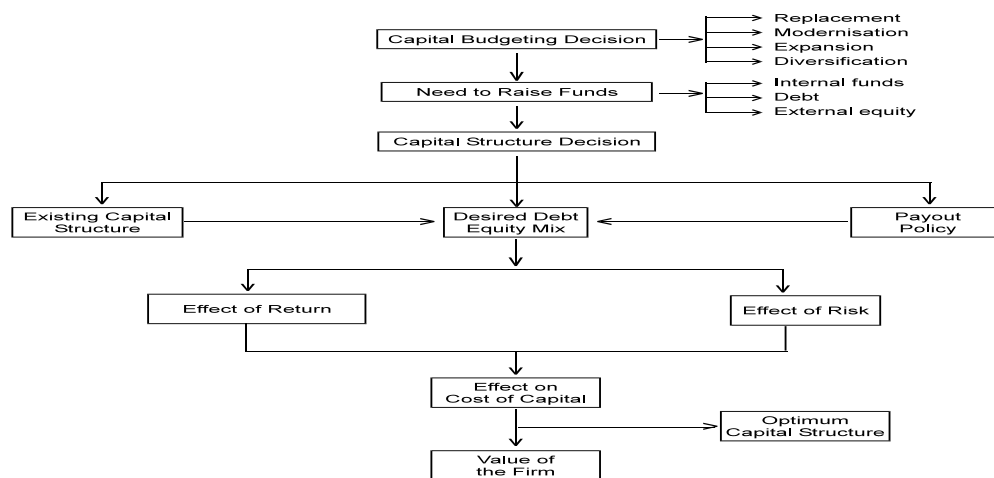 Capital Budgeting Decision
Replacement
Modernisation
Expansion
Diversification
Need to Raise Funds
Internal funds
Debt
External equity
Capital Structure Decision
Existing Capital
Structure
Desired Debt
Equity Mix
Payout
Policy
Effect of Return
Effect of Risk
Effect on
Cost of Capital
Optimum
Capital Structure
Value of
the Firm